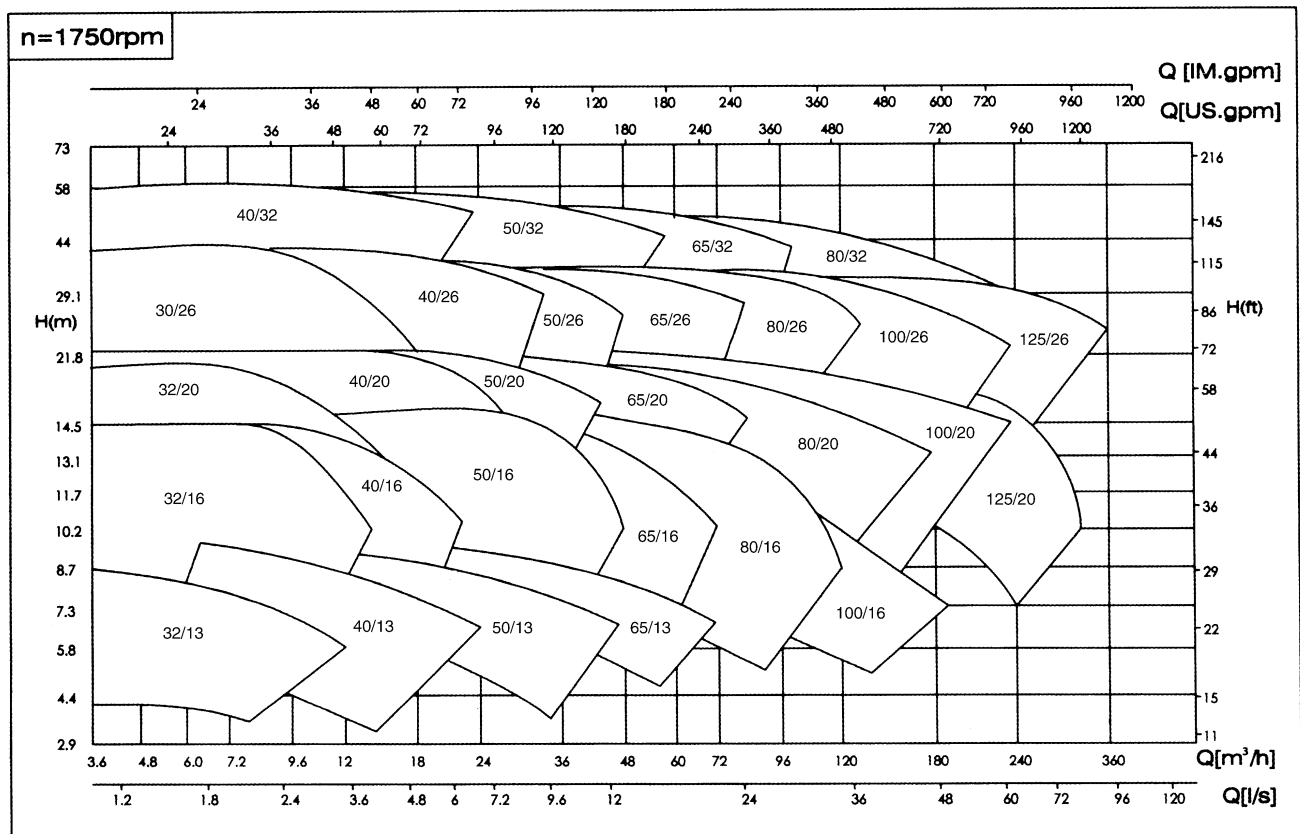 n=1750rpm
Q [IM.gpm]
24 36 48 60 72 96 120 180 240 360 480 600 720 960 1200
Q[US.gpm]
24 36 48 60 72 96 120 180 240 360 480 720 960 1200
73 216
58
40/32 50/32 65/32 80/32 145
44 115
29.1 30/26 40/26 50/26 65/26 80/26 100/26 125/26 86
H(m) H(ft)
21.8 72
32/20 40/20 50/20 65/20 80/20 100/20 125/20 58
14.5
13.1 44
11.7 32/16 40/16 50/16 65/16 80/16 100/16 36
10.2
8.7 29
7.3
32/13 40/13 50/13 65/13 22
5.8
4.4 15
2.9 11
3.6 4.8 6.0 7.2 9.6 12 18 24 36 48 60 72 96 120 180 240 360 Q[m³/h]
1.2 1.8 2.4 3.6 4.8 6 7.2 9.6 12 24 36 48 60 72 96 120 Q[l/s]